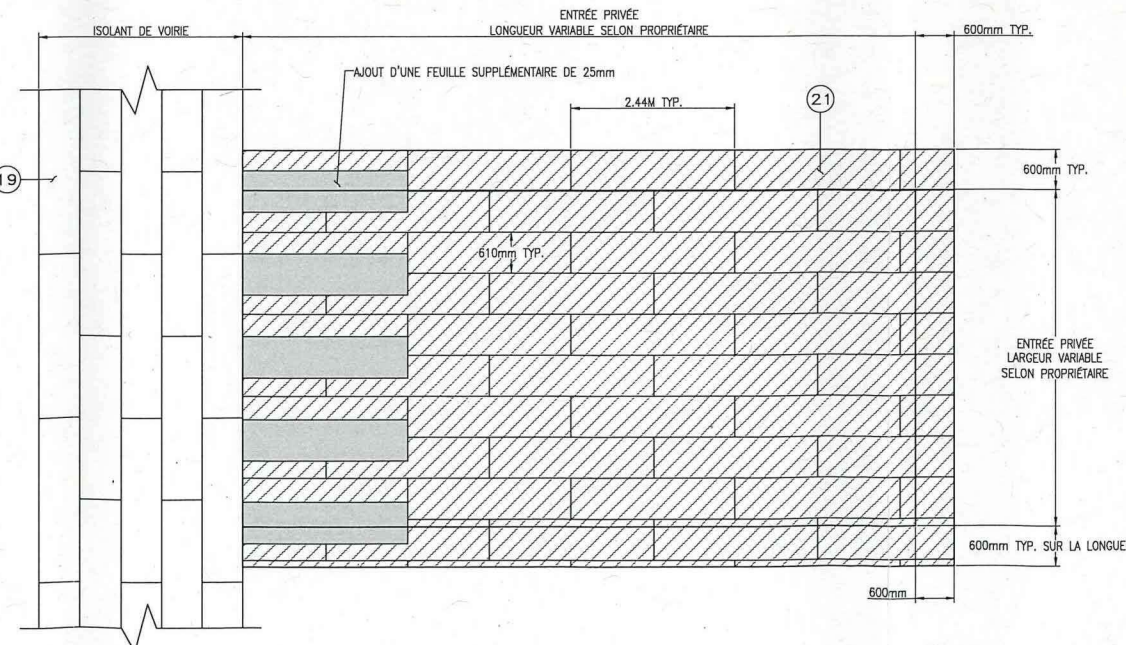 ENTRÉE PRIVÉE
LONGUEUR VARIABLE SELON PROPRIÉTAIRE
ISOLANT DE VOIRIE
600mm TYP.
AJOUT D'UNE FEUILLE SUPPLÉMENTAIRE DE 25mm
2.44M TYP.
21
19
600mm TYP.
610mm TYP.
ENTRÉE PRIVÉE
LARGEUR VARIABLE
SELON PROPRIÉTAIRE
600mm TYP. SUR LA LONGUE
600mm